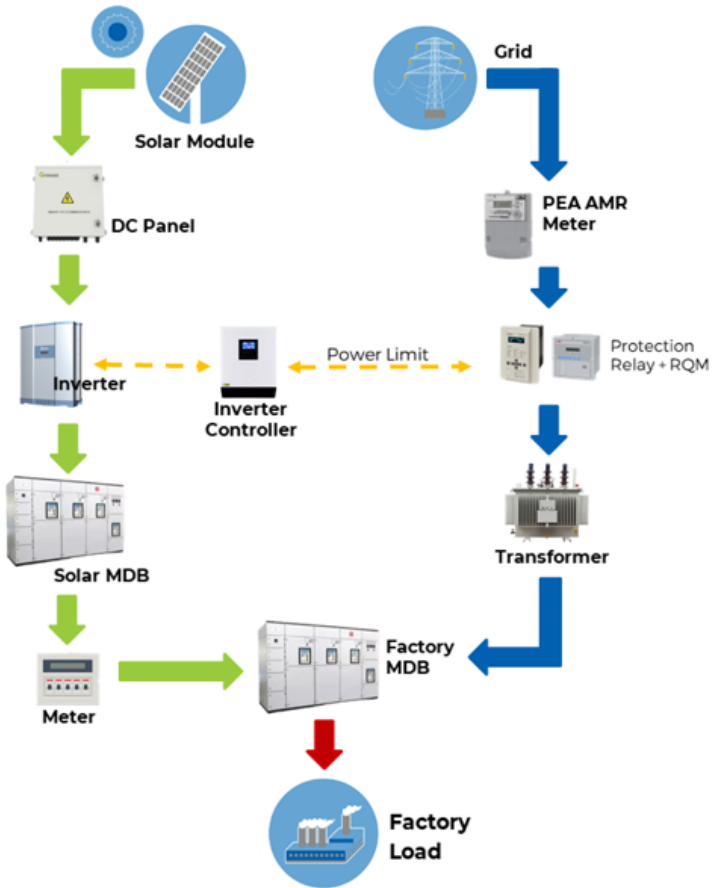 Grid
Solar Module
PEA AMR
Meter
DC Panel
Power Limit
Protection
Relay + RQM
Inverter
Inverter
Controller
Transformer
Solar MDB
Factory
MDB
Meter
Factory
Load